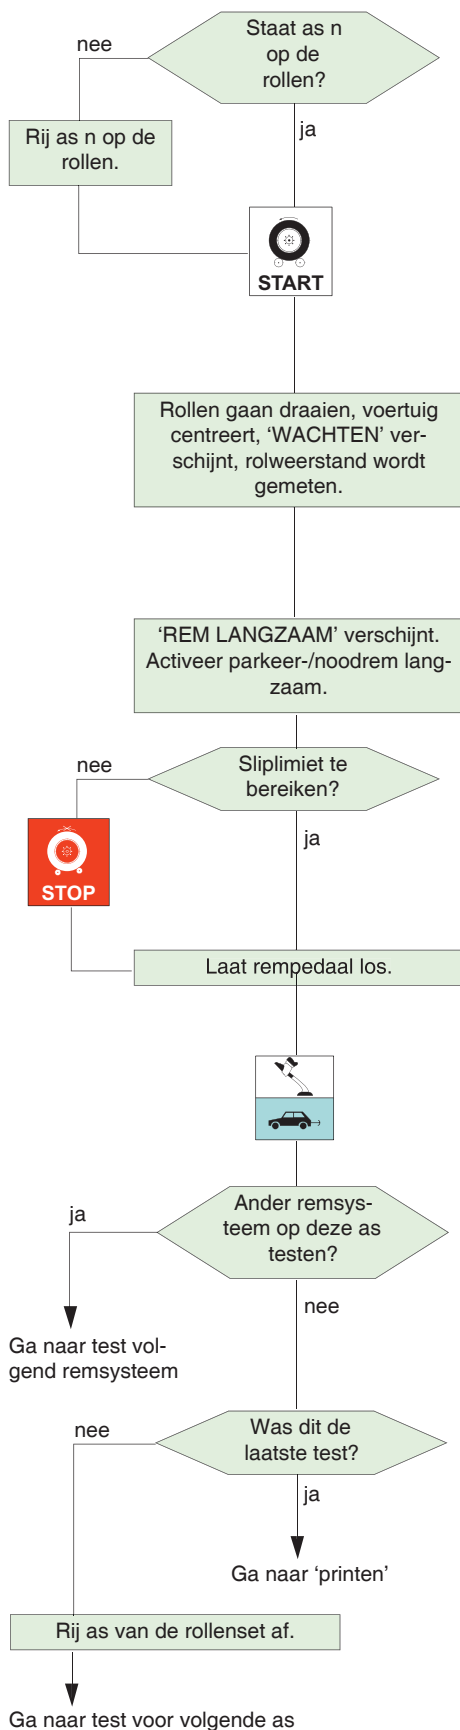 Staat as n
op de
rollen?
nee
ja
Rij as n op de
rollen.
START
Rollen gaan draaien, voertuig
centreert, ‘WACHTEN’ ver-
schijnt, rolweerstand wordt
gemeten.
‘REM LANGZAAM’ verschijnt.
Activeer parkeer-/noodrem lang-
zaam.
nee
Sliplimiet te
bereiken?
ja
STOP
Laat rempedaal los.
Ander remsys-
teem op deze as
testen?
ja
nee
Ga naar test vol-
gend remsysteem
nee
Was dit de
laatste test?
ja
Ga naar ‘printen’
Rij as van de rollenset af.
Ga naar test voor volgende as